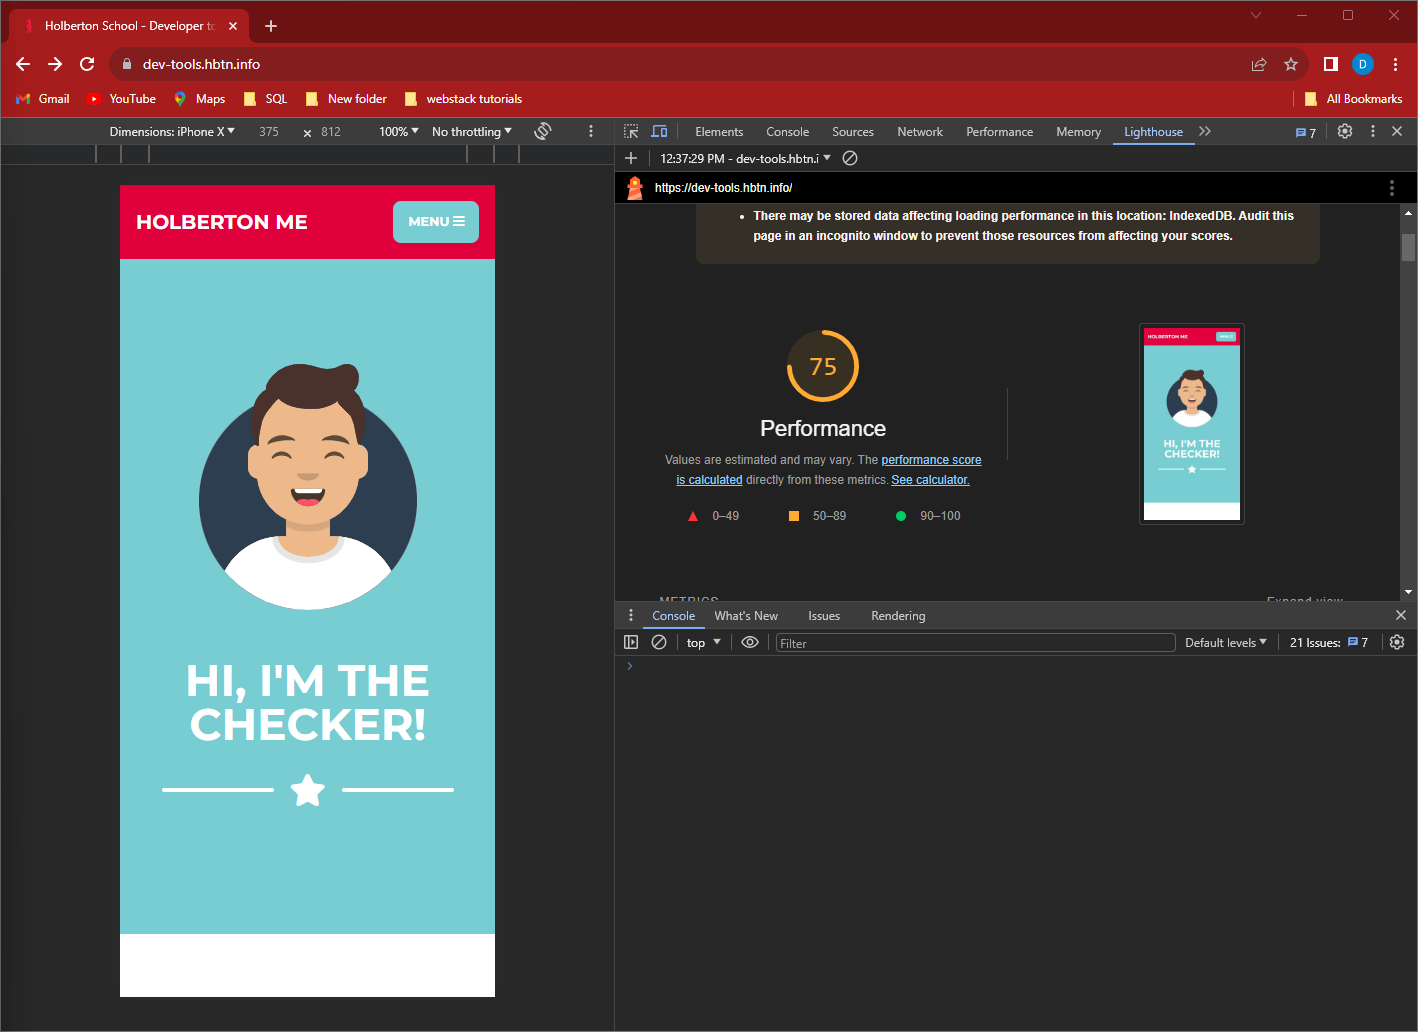 Holberton School - Developer to
dev-tools.hbtn.info
D
Gmail
YouTube
Maps
SQL
New folder
webstack tutorials
All Bookmarks
Dimensions: iPhone X
375
×
812
100%
No throttling
HOLBERTON ME
MENU
HI, I'M THE
CHECKER!
Elements
Console
Sources
Network
Performance
Memory
Lighthouse
7
12:37:29 PM - dev-tools.hbtn.i
https://dev-tools.hbtn.info/
• There may be stored data affecting loading performance in this location: IndexedDB. Audit this
page in an incognito window to prevent those resources from affecting your scores.
75
Performance
Values are estimated and may vary. The performance score
is calculated directly from these metrics. See calculator.
0–49
50–89
90–100
HOLBERTON ME
HI, I'M THE
CHECKER!
METRICS
Expand view
Console
What's New
Issues
Rendering
top
Filter
Default levels
21 Issues:
7